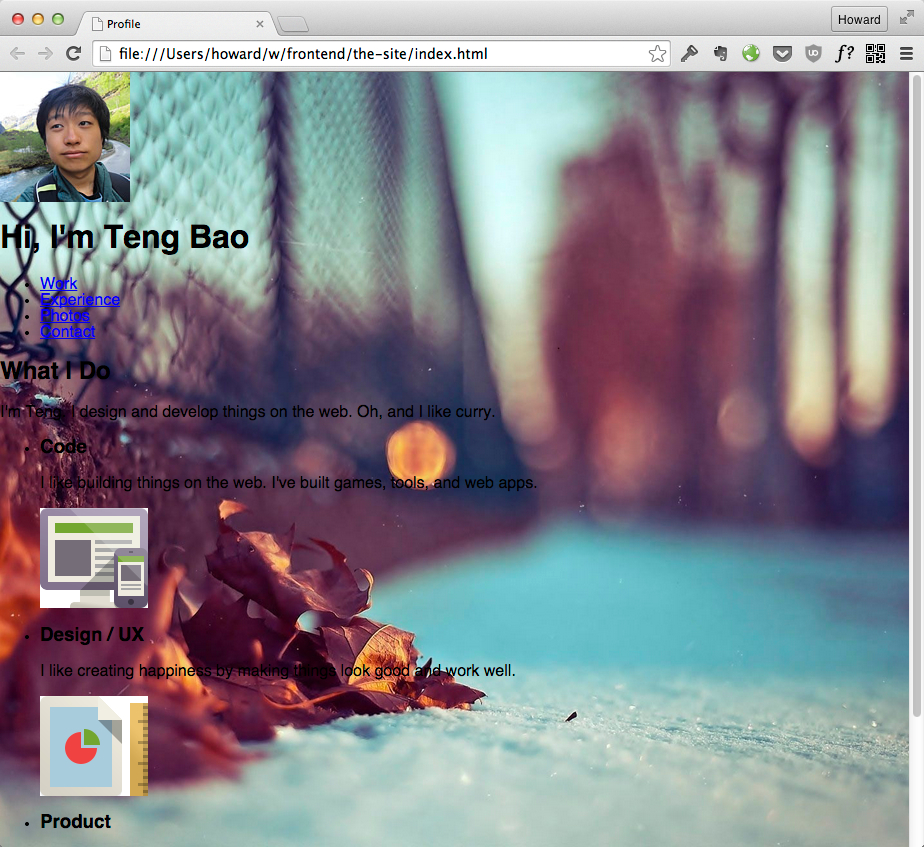 Profile
Howard
file:///Users/howard/w/frontend/the-site/index.html
f?
Hi, I'm Teng Bao
Work
Experience
Photos
Contact
What I Do
I'm Teng. I design and develop things on the web. Oh, and I like curry.
Code
I like building things on the web. I've built games, tools, and web apps.
Design / UX
I like creating happiness by making things look good and work well.
Product